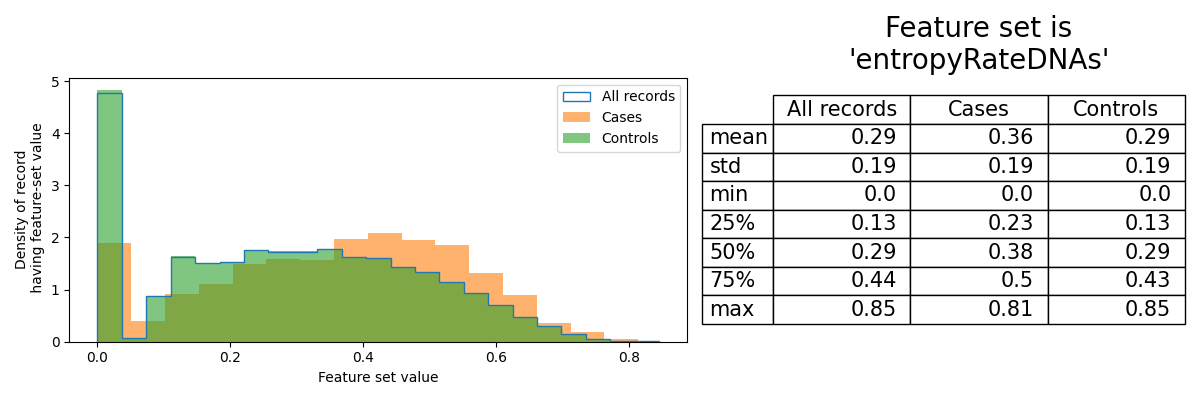 Feature set is
'entropyRateDNAs'
Density of record
having feature-set value
5
4
3
2
1
0
0.0 0.2 0.4 0.6 0.8
Feature set value
All records
Cases
Controls
All records Cases Controls
mean 0.29 0.36 0.29
std 0.19 0.19 0.19
min 0.0 0.0 0.0
25% 0.13 0.23 0.13
50% 0.29 0.38 0.29
75% 0.44 0.5 0.43
max 0.85 0.81 0.85